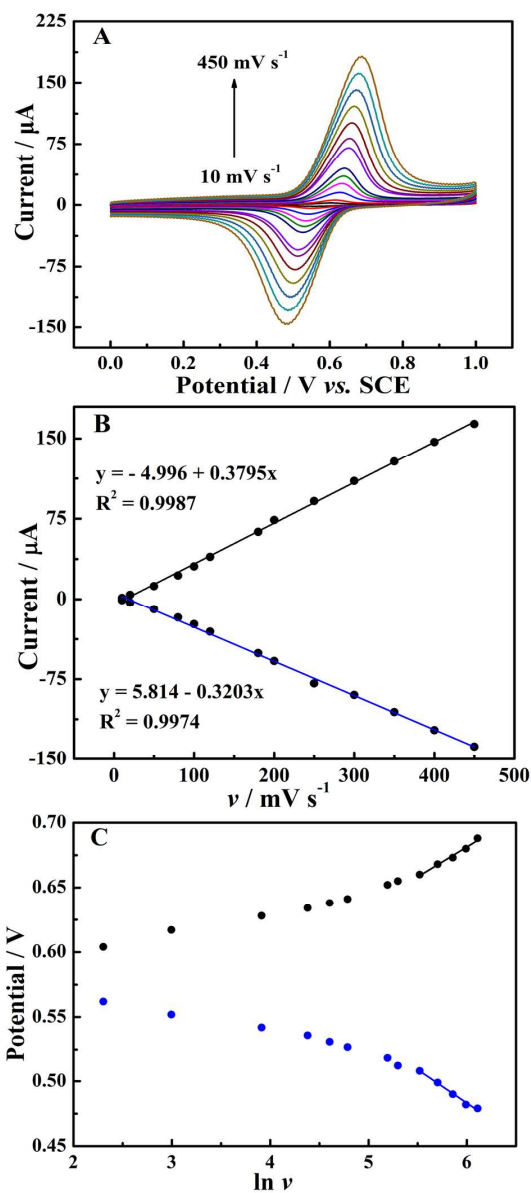 A
225
150
75
0
-75
-150
Current / μA
450 mV s⁻¹
10 mV s⁻¹
0.0 0.2 0.4 0.6 0.8 1.0
Potential / V vs. SCE
B
150
75
0
-75
-150
Current / μA
y = - 4.996 + 0.3795x
R² = 0.9987
y = 5.814 - 0.3203x
R² = 0.9974
0 100 200 300 400 500
v / mV s⁻¹
C
0.70
0.65
0.60
0.55
0.50
0.45
Potential / V
2 3 4 5 6
ln v